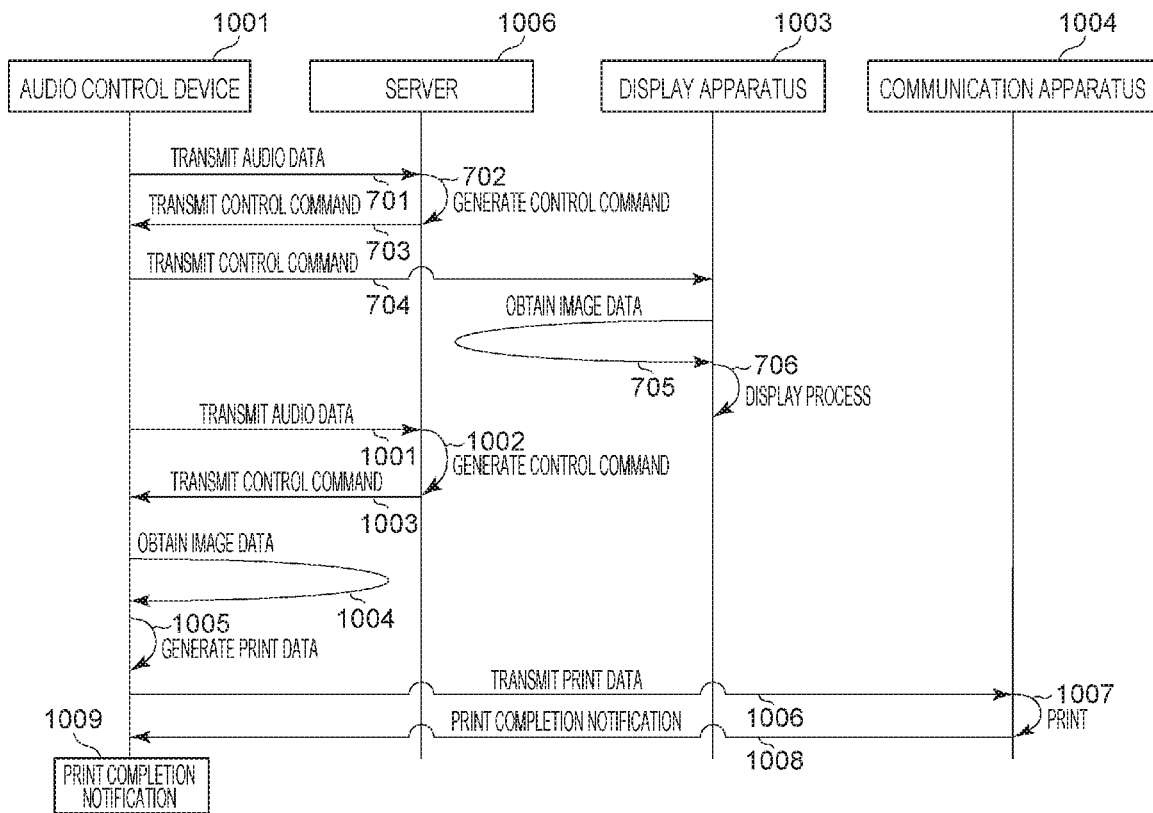 1001
1006
1003
1004
AUDIO CONTROL DEVICE
SERVER
DISPLAY APPARATUS
COMMUNICATION APPARATUS
TRANSMIT AUDIO DATA
701
702
GENERATE CONTROL COMMAND
TRANSMIT CONTROL COMMAND
703
TRANSMIT CONTROL COMMAND
704
OBTAIN IMAGE DATA
705
706
DISPLAY PROCESS
TRANSMIT AUDIO DATA
1001
1002
GENERATE CONTROL COMMAND
TRANSMIT CONTROL COMMAND
1003
OBTAIN IMAGE DATA
1004
1005
GENERATE PRINT DATA
TRANSMIT PRINT DATA
1006
1007
PRINT
PRINT COMPLETION NOTIFICATION
1008
1009
PRINT COMPLETION
NOTIFICATION